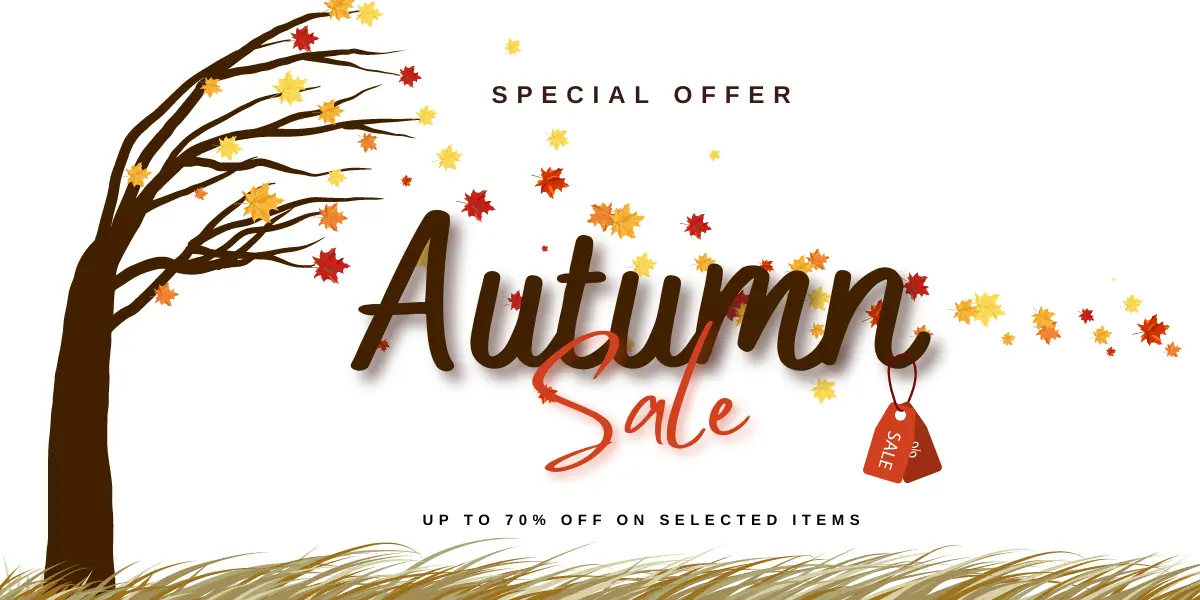 SPECIAL OFFER
Autumn
Sale
SALE
%
UP TO 70% OFF ON SELECTED ITEMS